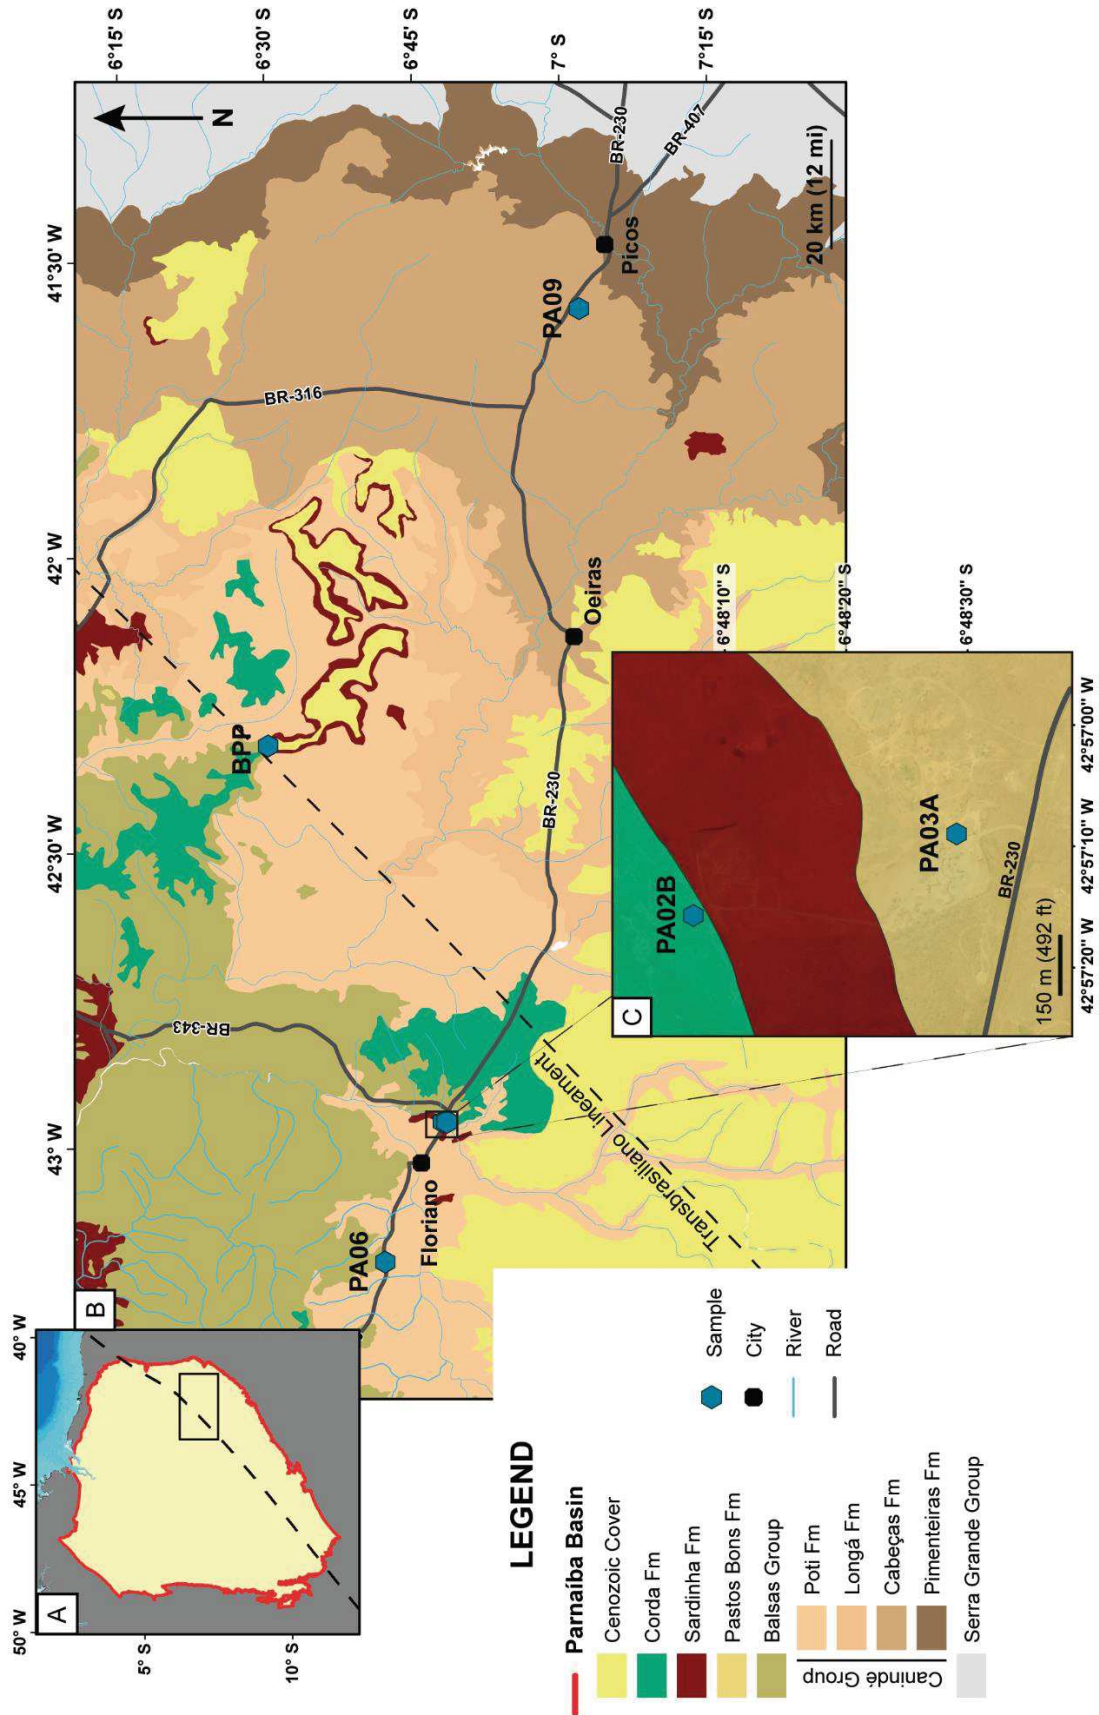 A
50° W
45° W
40° W
5° S
10° S
B
43° W
42°30' W
42° W
41°30' W
6°15' S
6°30' S
6°45' S
7° S
7°15' S
N
BR-343
BR-316
BR-230
BR-230
BR-407
PA06
Floriano
BPP
Oeiras
PA09
Picos
Transbrasiliano Lineament
20 km (12 mi)
C
PA02B
PA03A
BR-230
150 m (492 ft)
6°48'10" S
6°48'20" S
6°48'30" S
42°57'20" W
42°57'10" W
42°57'00" W
LEGEND
Parnaíba Basin
Cenozoic Cover
Corda Fm
Sardinha Fm
Pastos Bons Fm
Balsas Group
Canindé Group
Poti Fm
Longá Fm
Cabeças Fm
Pimenteiras Fm
Serra Grande Group
Sample
City
River
Road